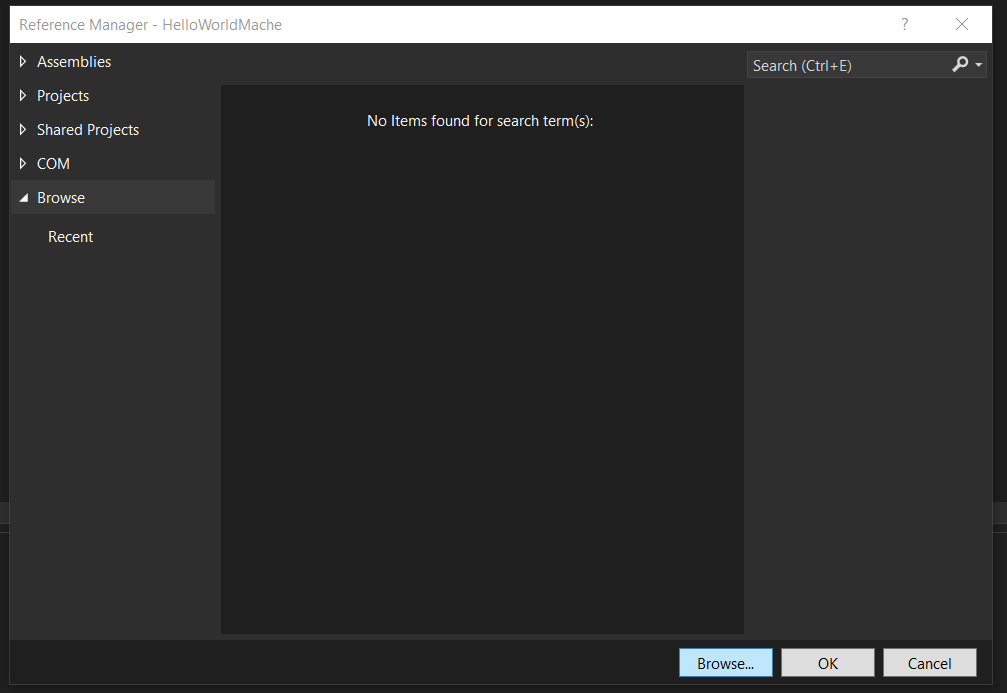 Reference Manager - HelloWorldMache
?
Assemblies
Search (Ctrl+E)
Projects
No Items found for search term(s):
Shared Projects
COM
Browse
Recent
Browse...
OK
Cancel